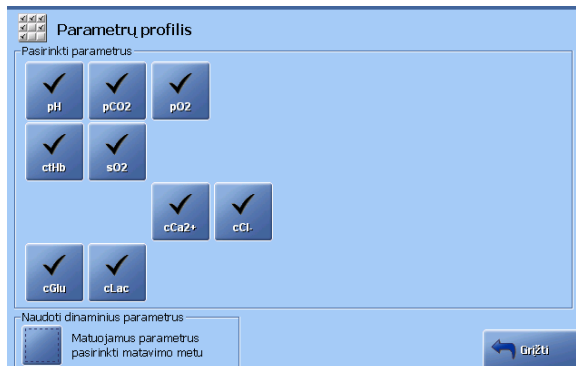 Parametrų profilis
Pasirinkti parametrus
pH pCO2 pO2
ctHb sO2
cCa2+ cCl-
cGlu cLac
Naudoti dinaminius parametrus
Matuojamus parametrus
pasirinkti matavimo metu
Grįžti